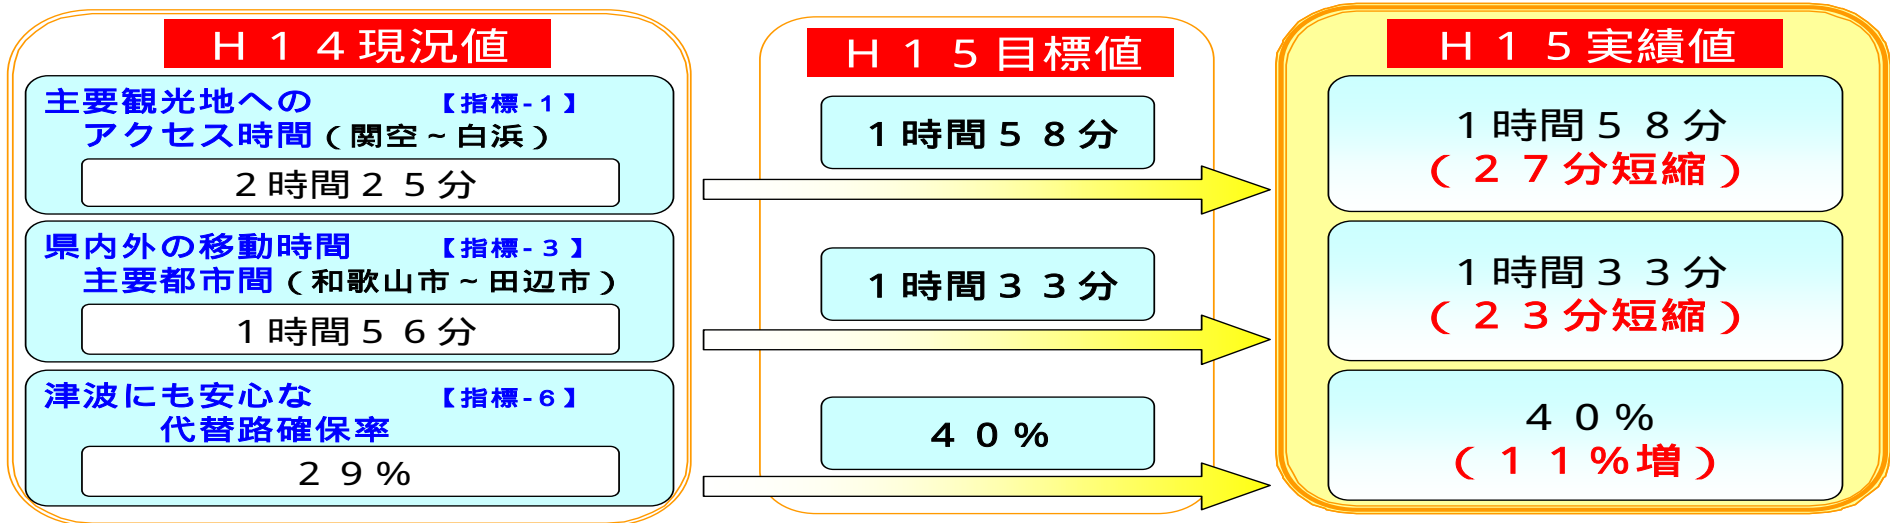 Ｈ１４現況値
主要観光地への 【指標-1】
アクセス時間（関空～白浜）
２時間２５分
県内外の移動時間 【指標-３】
主要都市間（和歌山市～田辺市）
１時間５６分
津波にも安心な 【指標-6】
代替路確保率
２９%
Ｈ１５目標値
１時間５８分
１時間３３分
４０%
Ｈ１５実績値
１時間５８分
（２７分短縮）
１時間３３分
（２３分短縮）
４０%
（１１%増）